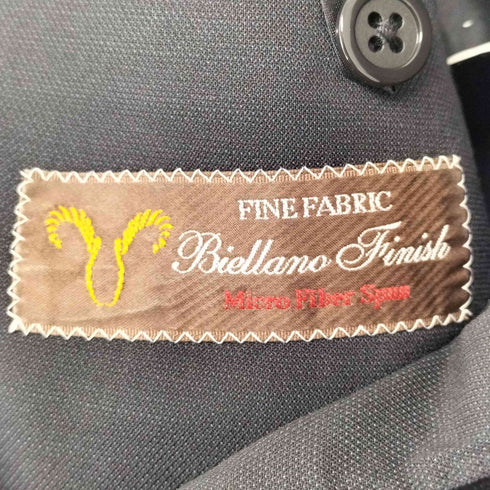 FINE FABRIC
Biellano Finish
Micro Fiber Spun